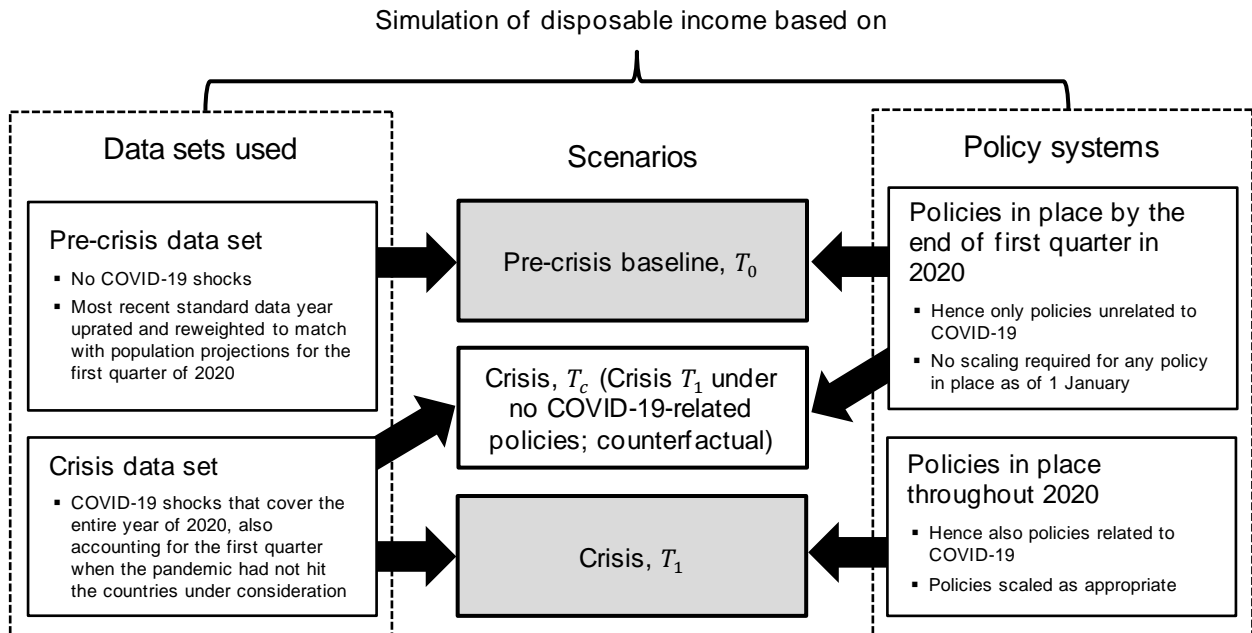 Simulation of disposable income based on
Data sets used
Pre-crisis data set
▪ No COVID-19 shocks
▪ Most recent standard data year
uprated and reweighted to match
with population projections for the
first quarter of 2020
Crisis data set
▪ COVID-19 shocks that cover the
entire year of 2020, also
accounting for the first quarter
when the pandemic had not hit
the countries under consideration
Scenarios
Pre-crisis baseline, T₀
Crisis, T_c (Crisis T₁ under
no COVID-19-related
policies; counterfactual)
Crisis, T₁
Policy systems
Policies in place by the
end of first quarter in
2020
▪ Hence only policies unrelated to
COVID-19
▪ No scaling required for any policy
in place as of 1 January
Policies in place
throughout 2020
▪ Hence also policies related to
COVID-19
▪ Policies scaled as appropriate